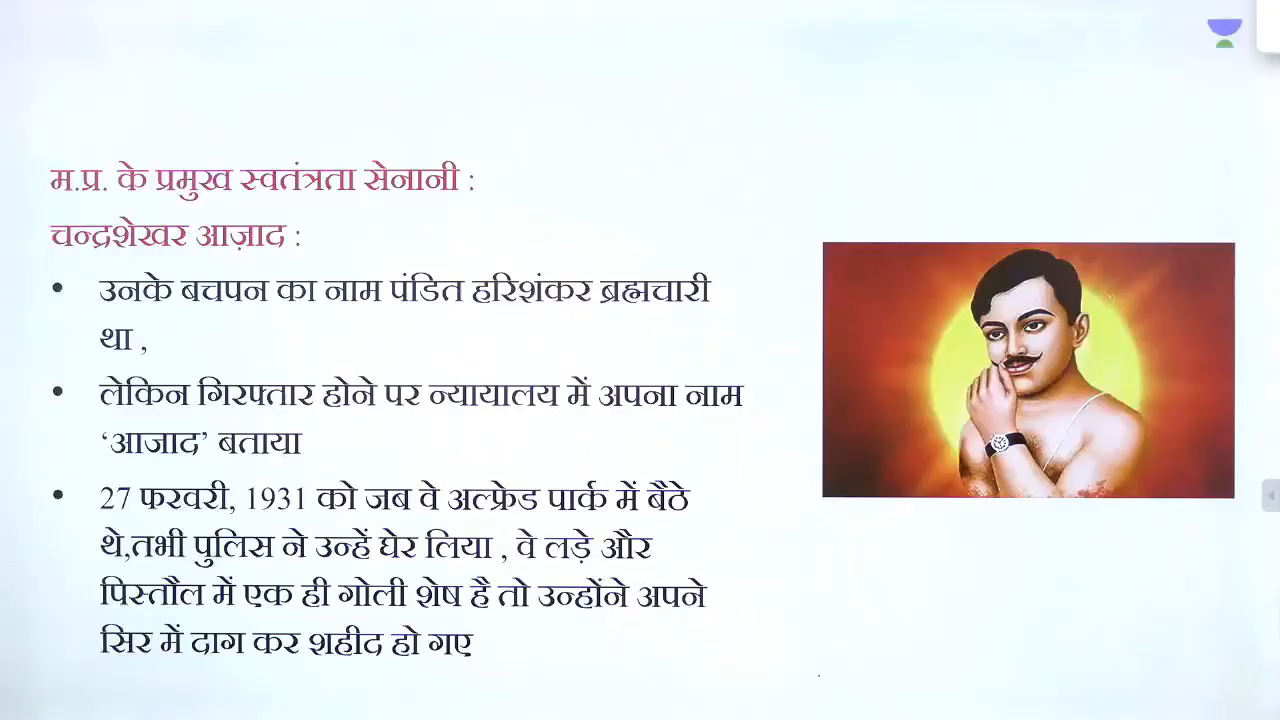 म.प्र. के प्रमुख स्वतंत्रता सेनानी :
चन्द्रशेखर आज़ाद :
• उनके बचपन का नाम पंडित हरिशंकर ब्रह्मचारी
था ,
• लेकिन गिरफ्तार होने पर न्यायालय में अपना नाम
‘आजाद’ बताया
• 27 फरवरी, 1931 को जब वे अल्फ्रेड पार्क में बैठे
थे,तभी पुलिस ने उन्हें घेर लिया , वे लड़े और
पिस्तौल में एक ही गोली शेष है तो उन्होंने अपने
सिर में दाग कर शहीद हो गए